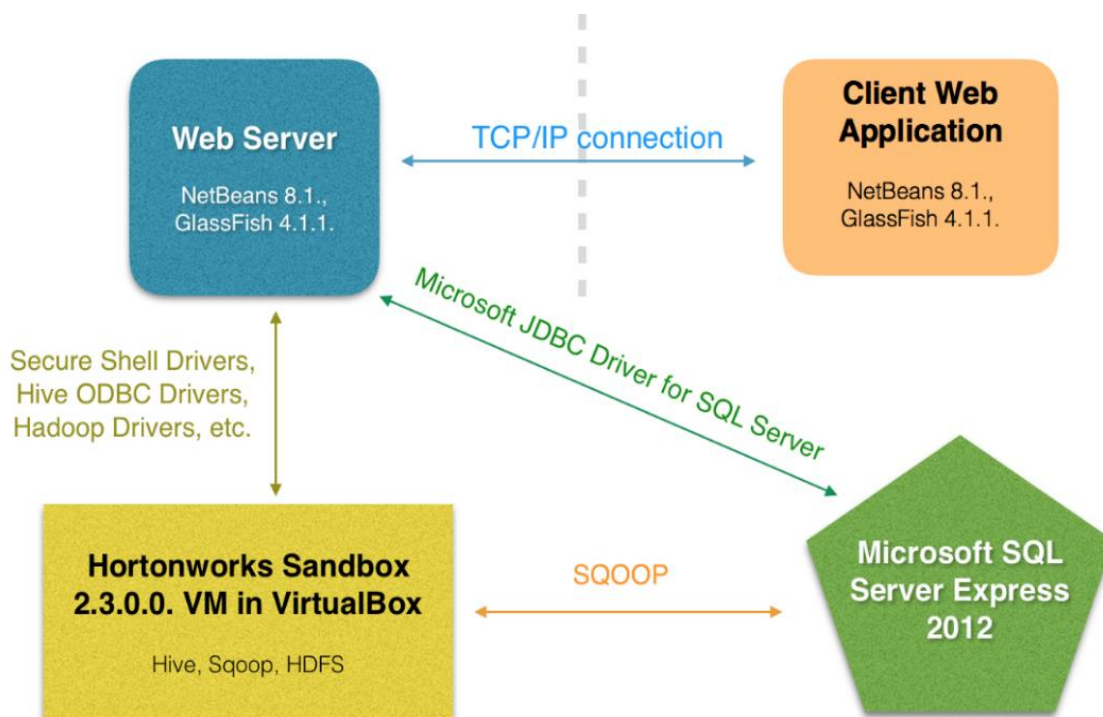 Web Server
NetBeans 8.1.,
GlassFish 4.1.1.
TCP/IP connection
Client Web
Application
NetBeans 8.1.,
GlassFish 4.1.1.
Secure Shell Drivers,
Hive ODBC Drivers,
Hadoop Drivers, etc.
Microsoft JDBC Driver for SQL Server
Hortonworks Sandbox
2.3.0.0. VM in VirtualBox
Hive, Sqoop, HDFS
SQOOP
Microsoft SQL
Server Express
2012